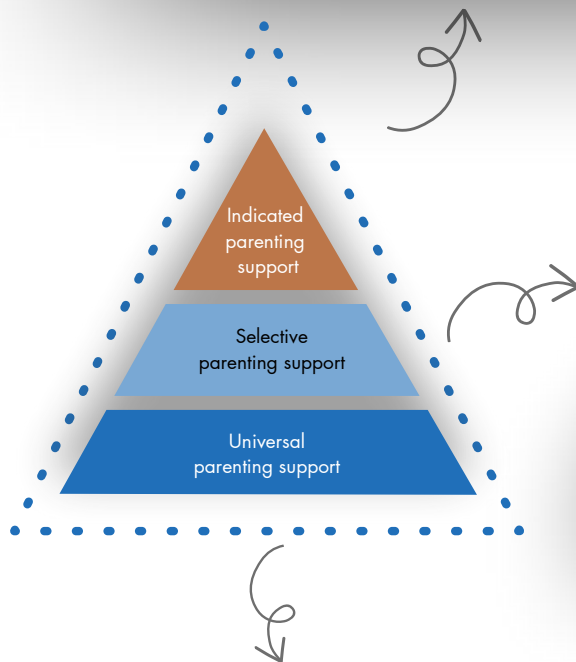 Indicated
parenting
support
Selective
parenting support
Universal
parenting support